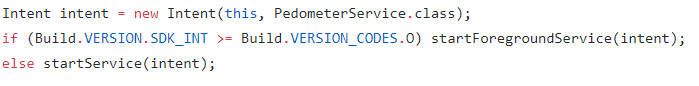 Intent intent = new Intent(this, PedometerService.class);
if (Build.VERSION.SDK_INT >= Build.VERSION_CODES.O) startForegroundService(intent);
else startService(intent);